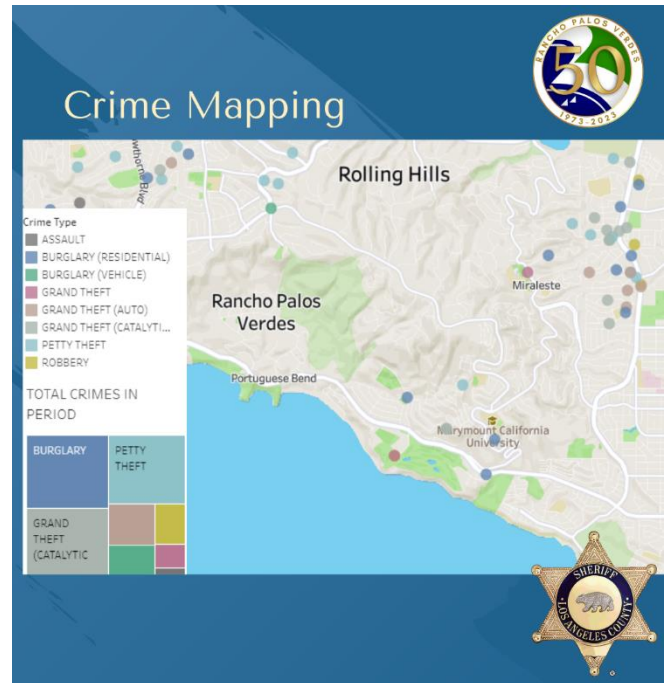 RANCHO PALOS VERDES
50
1973-2023
Crime Mapping
Rolling Hills
Crime Type
ASSAULT
BURGLARY (RESIDENTIAL)
BURGLARY (VEHICLE)
GRAND THEFT
GRAND THEFT (AUTO)
GRAND THEFT (CATALYTI...
PETTY THEFT
ROBBERY
Miraleste
Rancho Palos
Verdes
Portuguese Bend
Marymount California
University
TOTAL CRIMES IN
PERIOD
BURGLARY
PETTY
THEFT
GRAND
THEFT
(CATALYTIC
SHERIFF
LOS ANGELES COUNTY